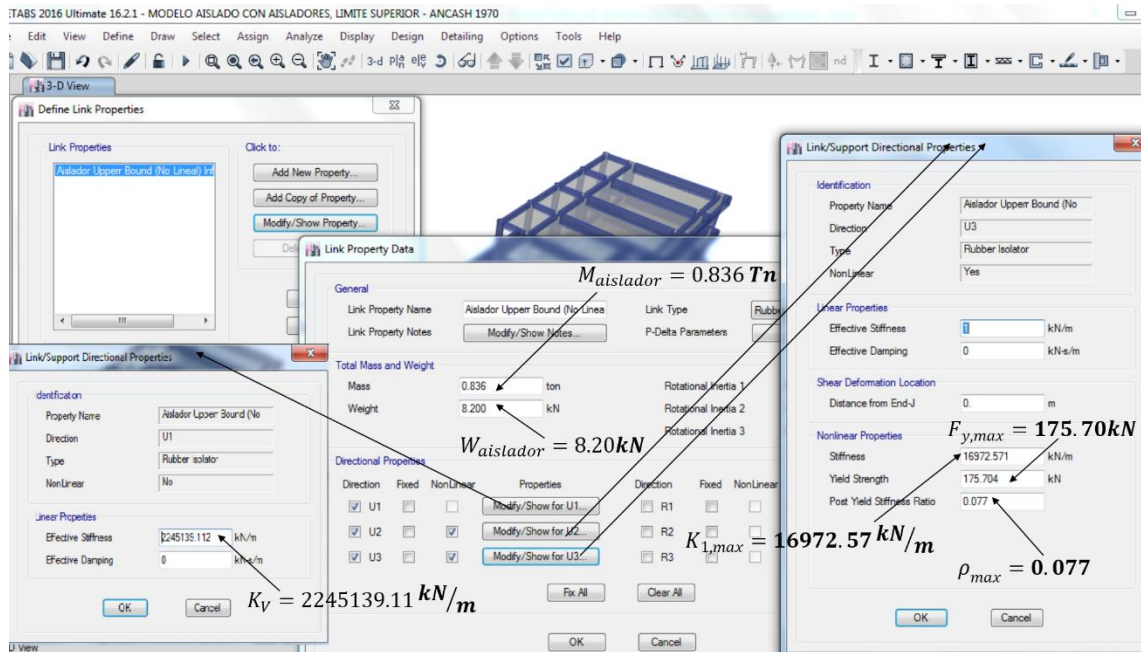 ETABS 2016 Ultimate 16.2.1 - MODELO AISLADO CON AISLADORES, LIMITE SUPERIOR - ANCASH 1970
Edit View Define Draw Select Assign Analyze Display Design Detailing Options Tools Help
3-d nd
3-D View
Define Link Properties
Link Properties
Click to:
Aislador Upperr Bound (No Lineal)
Add New Property...
Add Copy of Property...
Modify/Show Property...
Link Property Data
General
Link Property Name Aislador Upperr Bound (No Linea Link Type
Link Property Notes Modify/Show Notes... P-Delta Parameters
Total Mass and Weight
Mass 0.836 ton Rotational Inertia 1
Weight 8.200 kN Rotational Inertia 2
Rotational Inertia 3
M_aislador = 0.836 Tn
W_aislador = 8.20kN
Directional Properties
Direction Fixed NonLinear Properties Direction Fixed NonLinear
U1 Modify/Show for U1... R1
U2 Modify/Show for U2... R2
U3 Modify/Show for U3... R3
Fix All Clear All
OK Cancel
Link/Support Directional Properties
Identification
Property Name Aislador Upperr Bound (No
Direction U1
Type Rubber Isolator
NonLinear No
Linear Properties
Effective Stiffness 2245139.112 kN/m
Effective Damping 0 kN-s/m
OK Cancel
K_V = 2245139.11 kN/m
Link/Support Directional Properties
Identification
Property Name Aislador Upperr Bound (No
Direction U3
Type Rubber Isolator
NonLinear Yes
Linear Properties
Effective Stiffness 1 kN/m
Effective Damping 0 kN-s/m
Shear Deformation Location
Distance from End-J 0. m
Nonlinear Properties
F_y,max = 175.70kN
Stiffness 16972.571 kN/m
Yield Strength 175.704 kN
Post Yield Stiffness Ratio 0.077
K_1,max = 16972.57 kN/m
ρ_max = 0.077
OK Cancel
D View